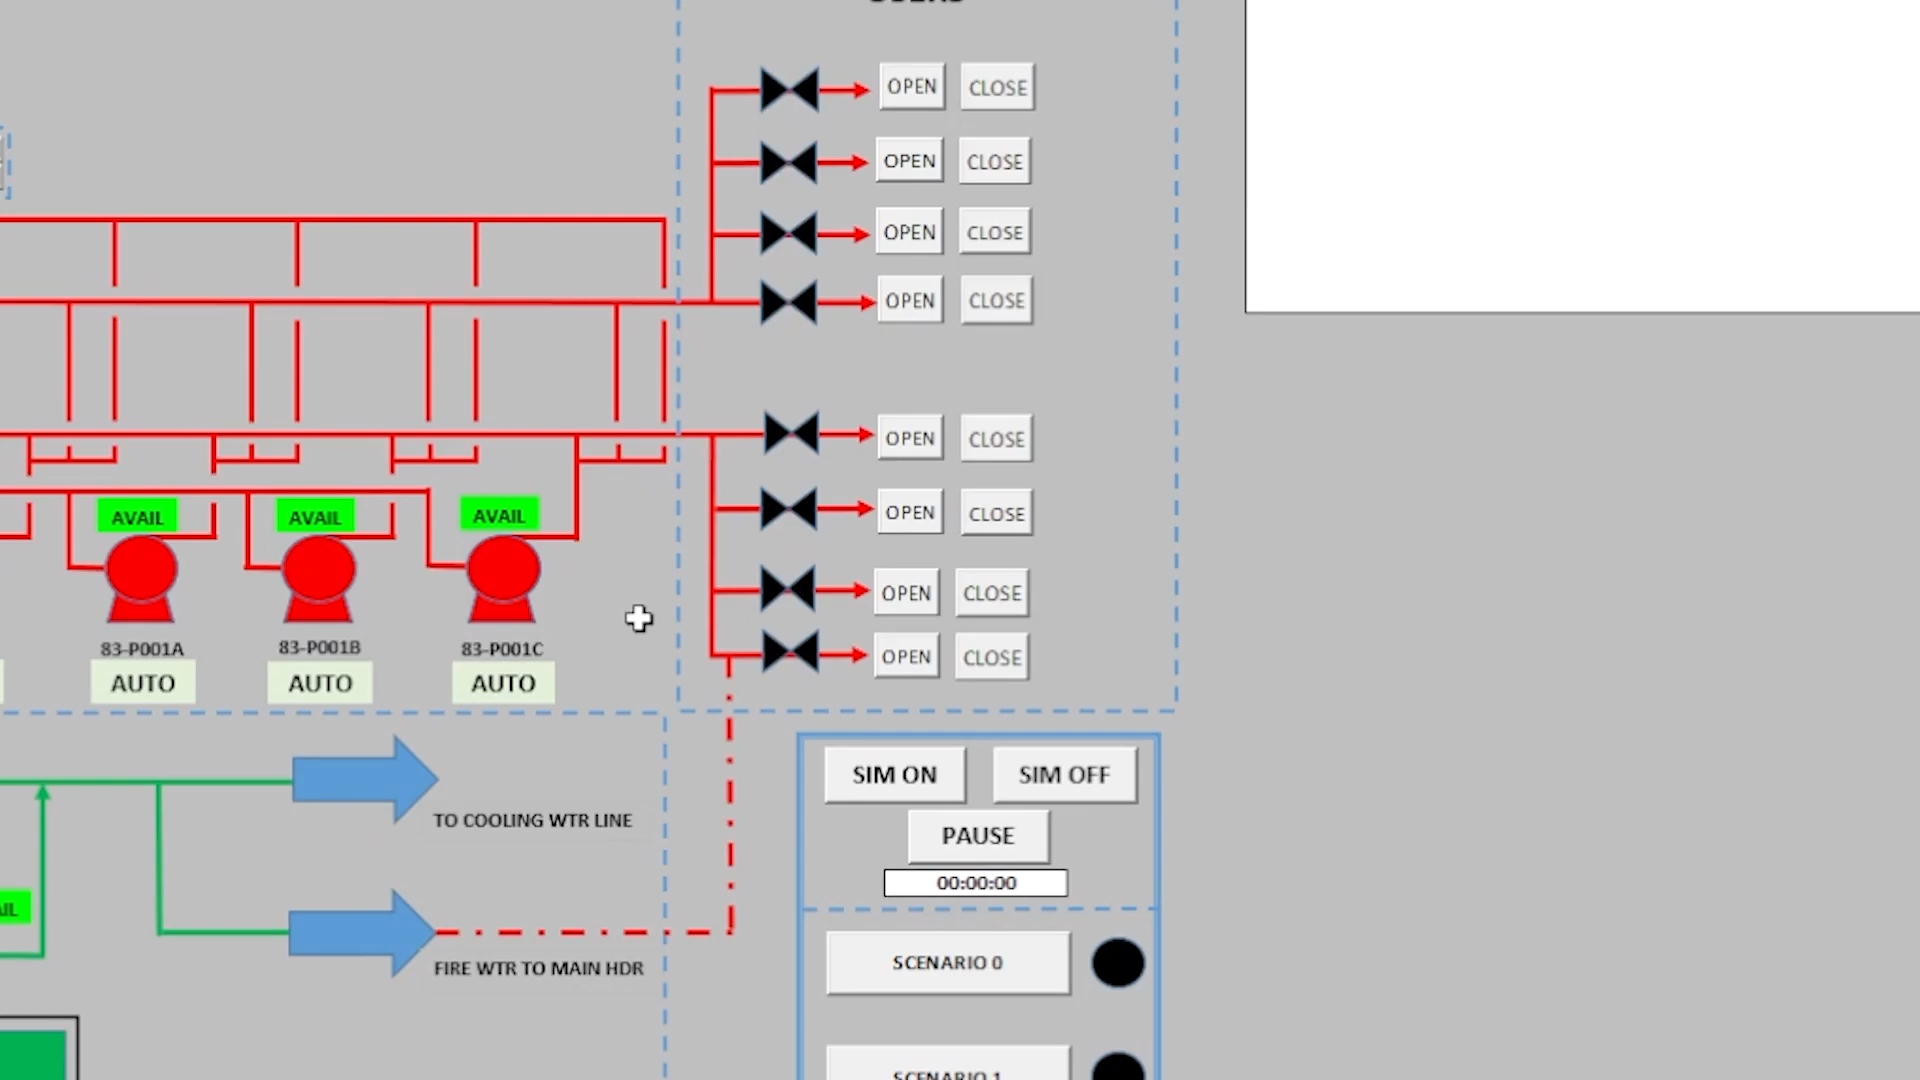 OPEN CLOSE
OPEN CLOSE
OPEN CLOSE
OPEN CLOSE
OPEN CLOSE
OPEN CLOSE
OPEN CLOSE
OPEN CLOSE
AVAIL AVAIL AVAIL
83-P001A 83-P001B 83-P001C
AUTO AUTO AUTO
TO COOLING WTR LINE
FIRE WTR TO MAIN HDR
SIM ON SIM OFF
PAUSE
00:00:00
SCENARIO 0
SCENARIO 1